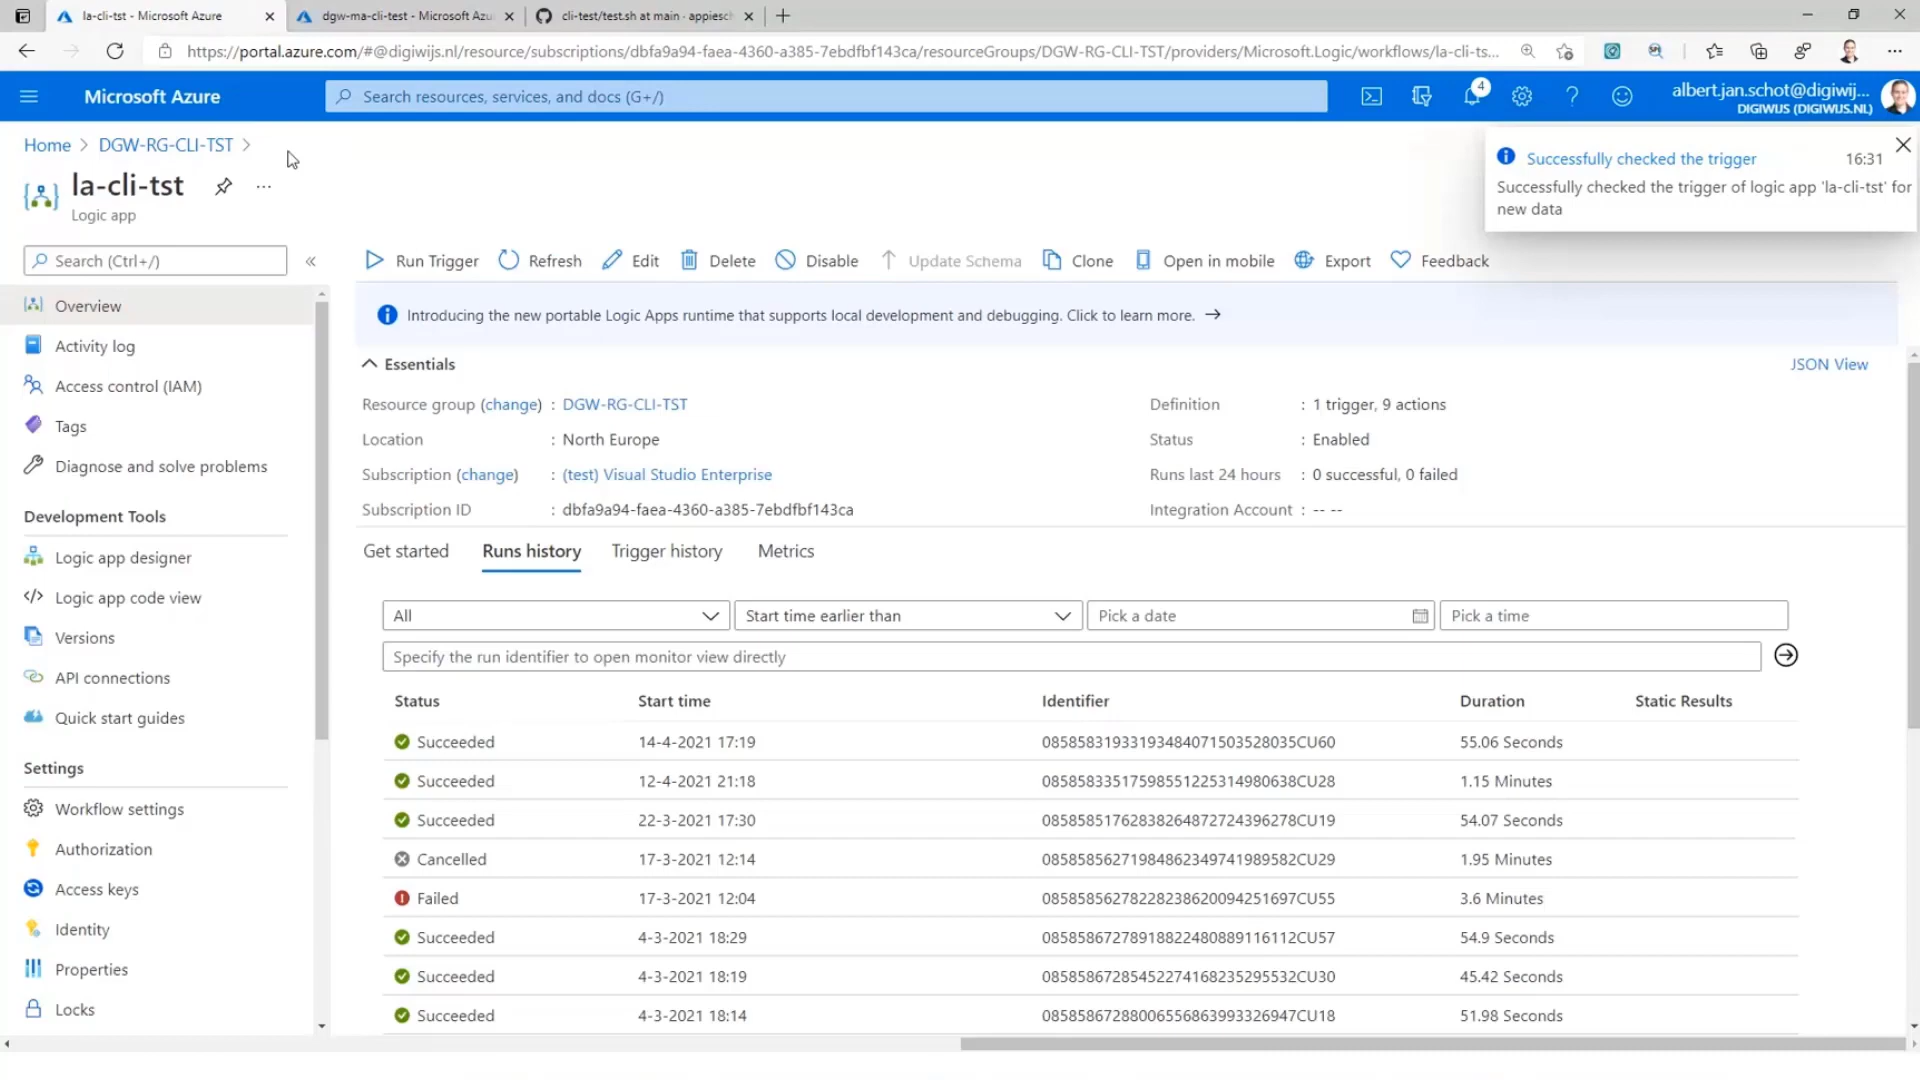 la-cli-tst - Microsoft Azure
dgw-ma-cli-test - Microsoft Azu
cli-test/test.sh at main · appiesch
https://portal.azure.com/#@digiwijs.nl/resource/subscriptions/dbfa9a94-faea-4360-a385-7ebdfbf143ca/resourceGroups/DGW-RG-CLI-TST/providers/Microsoft.Logic/workflows/la-cli-ts...
Microsoft Azure
Search resources, services, and docs (G+/)
4
albert.jan.schot@digiwij...
DIGIWIJS (DIGIWIJS.NL)
Home > DGW-RG-CLI-TST >
la-cli-tst
Logic app
Successfully checked the trigger 16:31
Successfully checked the trigger of logic app 'la-cli-tst' for
new data
Search (Ctrl+/)
Overview
Activity log
Access control (IAM)
Tags
Diagnose and solve problems
Development Tools
Logic app designer
Logic app code view
Versions
API connections
Quick start guides
Settings
Workflow settings
Authorization
Access keys
Identity
Properties
Locks
Run Trigger Refresh Edit Delete Disable Update Schema Clone Open in mobile Export Feedback
Introducing the new portable Logic Apps runtime that supports local development and debugging. Click to learn more. →
Essentials JSON View
Resource group (change) : DGW-RG-CLI-TST
Location : North Europe
Subscription (change) : (test) Visual Studio Enterprise
Subscription ID : dbfa9a94-faea-4360-a385-7ebdfbf143ca
Definition : 1 trigger, 9 actions
Status : Enabled
Runs last 24 hours : 0 successful, 0 failed
Integration Account : -- --
Get started Runs history Trigger history Metrics
All Start time earlier than Pick a date Pick a time
Specify the run identifier to open monitor view directly
Status Start time Identifier Duration Static Results
Succeeded 14-4-2021 17:19 08585831933193484071503528035CU60 55.06 Seconds
Succeeded 12-4-2021 21:18 08585833517598551225314980638CU28 1.15 Minutes
Succeeded 22-3-2021 17:30 08585851762838264872724396278CU19 54.07 Seconds
Cancelled 17-3-2021 12:14 08585856271984862349741989582CU29 1.95 Minutes
Failed 17-3-2021 12:04 08585856278228238620094251697CU55 3.6 Minutes
Succeeded 4-3-2021 18:29 08585867278918822480889116112CU57 54.9 Seconds
Succeeded 4-3-2021 18:19 08585867285452274168235295532CU30 45.42 Seconds
Succeeded 4-3-2021 18:14 08585867288006556863993326947CU18 51.98 Seconds